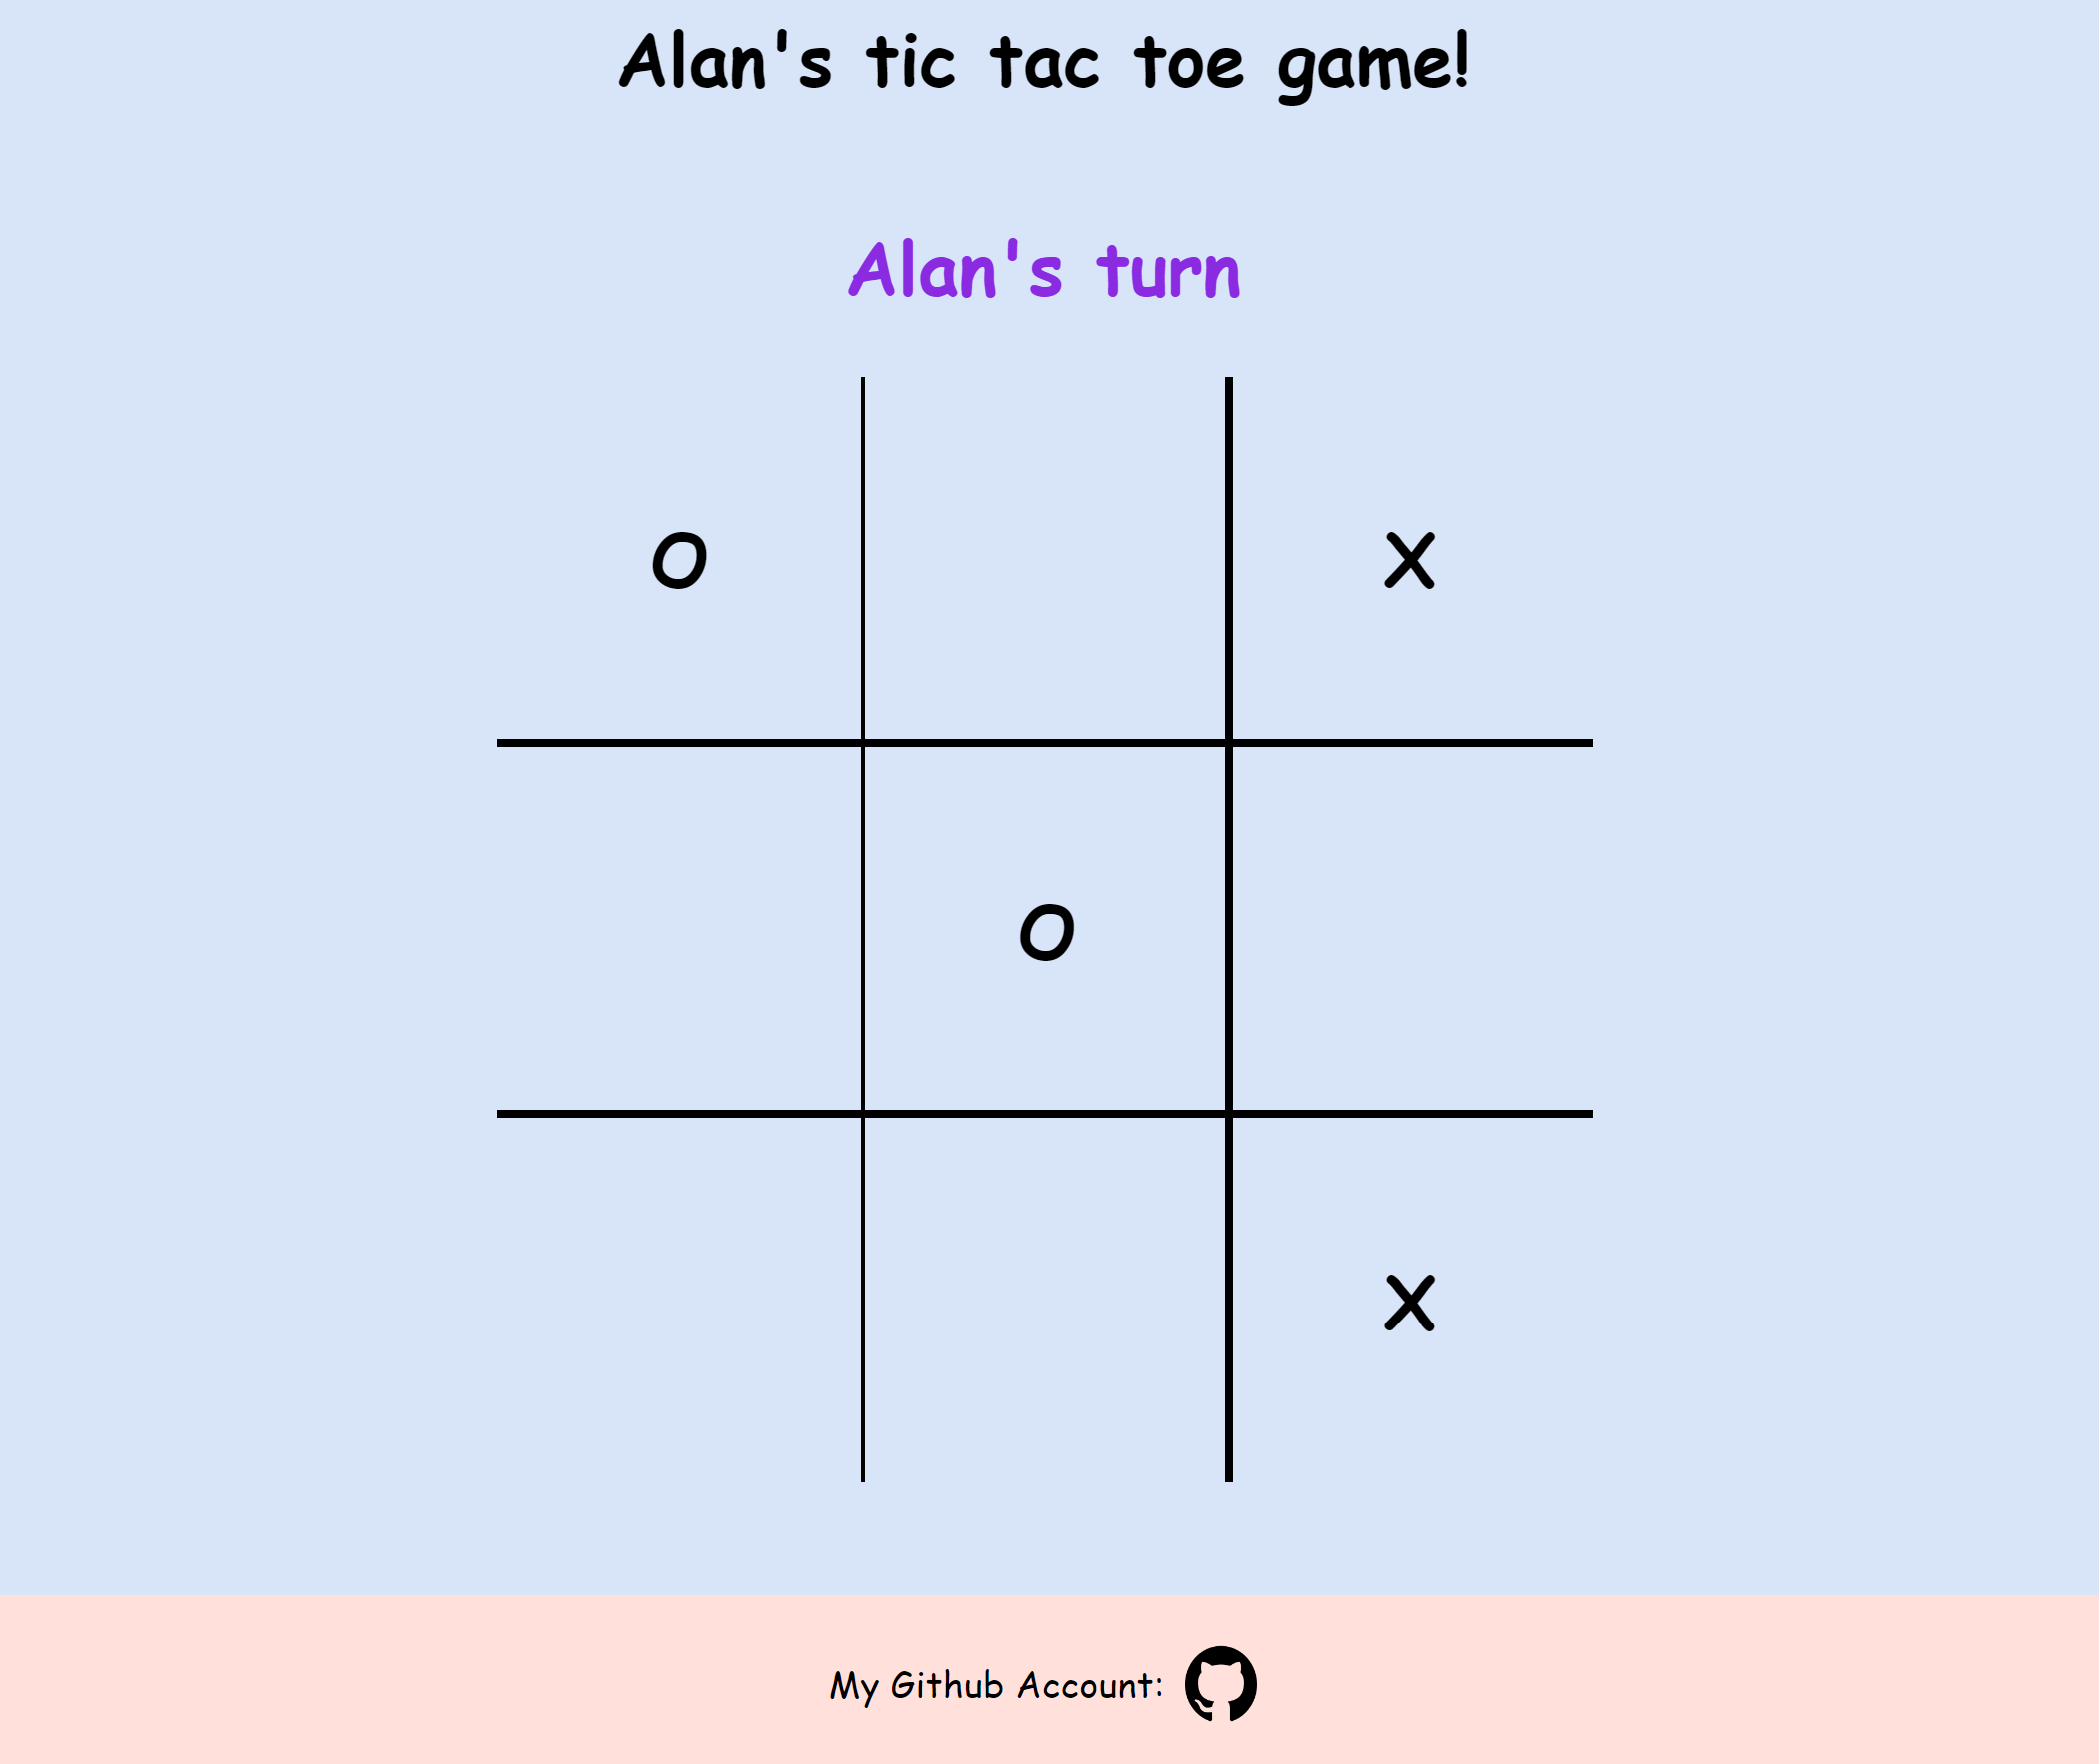 Alan's tic tac toe game!
Alan's turn
O X
O
X
My Github Account: